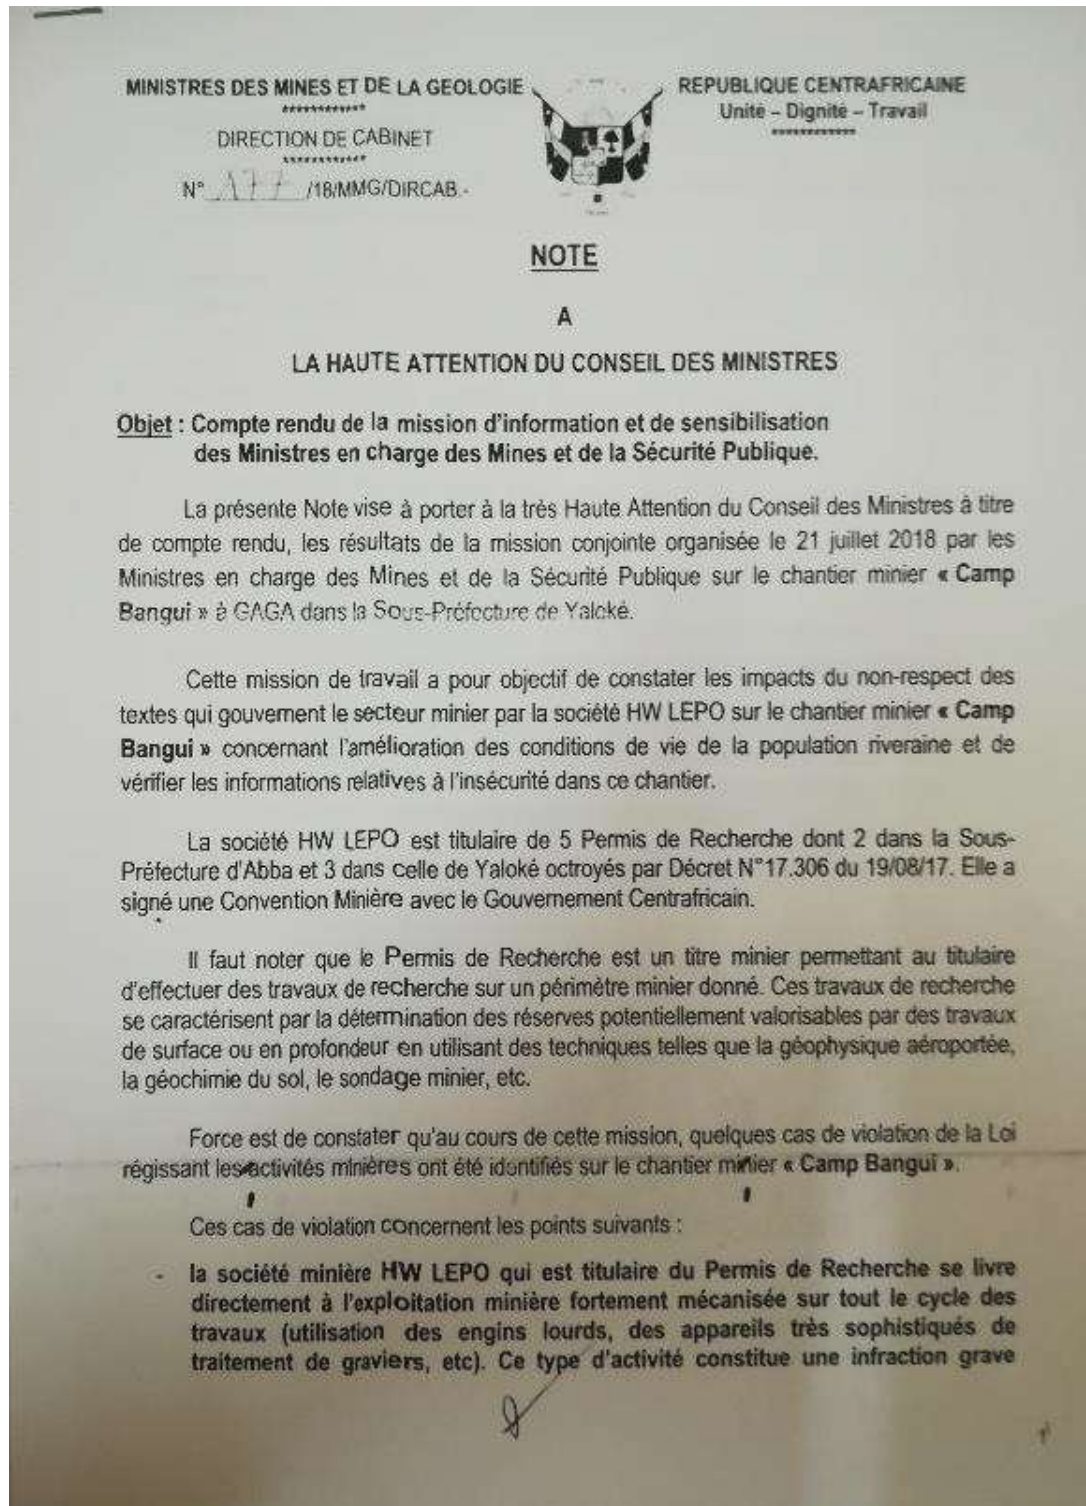 MINISTRES DES MINES ET DE LA GEOLOGIE
************
DIRECTION DE CABINET
************
N° 177 /18/MMG/DIRCAB.-
REPUBLIQUE CENTRAFRICAINE
Unité – Dignité – Travail
************
NOTE
A
LA HAUTE ATTENTION DU CONSEIL DES MINISTRES
Objet : Compte rendu de la mission d'information et de sensibilisation
des Ministres en charge des Mines et de la Sécurité Publique.
La présente Note vise à porter à la très Haute Attention du Conseil des Ministres à titre
de compte rendu, les résultats de la mission conjointe organisée le 21 juillet 2018 par les
Ministres en charge des Mines et de la Sécurité Publique sur le chantier minier « Camp
Bangui » à GAGA dans la Sous-Préfecture de Yaloké.
Cette mission de travail a pour objectif de constater les impacts du non-respect des
textes qui gouvernent le secteur minier par la société HW LEPO sur le chantier minier « Camp
Bangui » concernant l'amélioration des conditions de vie de la population riveraine et de
vérifier les informations relatives à l'insécurité dans ce chantier.
La société HW LEPO est titulaire de 5 Permis de Recherche dont 2 dans la Sous-
Préfecture d'Abba et 3 dans celle de Yaloké octroyés par Décret N°17.306 du 19/08/17. Elle a
signé une Convention Minière avec le Gouvernement Centrafricain.
Il faut noter que le Permis de Recherche est un titre minier permettant au titulaire
d'effectuer des travaux de recherche sur un périmètre minier donné. Ces travaux de recherche
se caractérisent par la détermination des réserves potentiellement valorisables par des travaux
de surface ou en profondeur en utilisant des techniques telles que la géophysique aéroportée,
la géochimie du sol, le sondage minier, etc.
Force est de constater qu'au cours de cette mission, quelques cas de violation de la Loi
régissant les activités minières ont été identifiés sur le chantier minier « Camp Bangui ».
Ces cas de violation concernent les points suivants :
- la société minière HW LEPO qui est titulaire du Permis de Recherche se livre
directement à l'exploitation minière fortement mécanisée sur tout le cycle des
travaux (utilisation des engins lourds, des appareils très sophistiqués de
traitement de graviers, etc). Ce type d'activité constitue une infraction grave